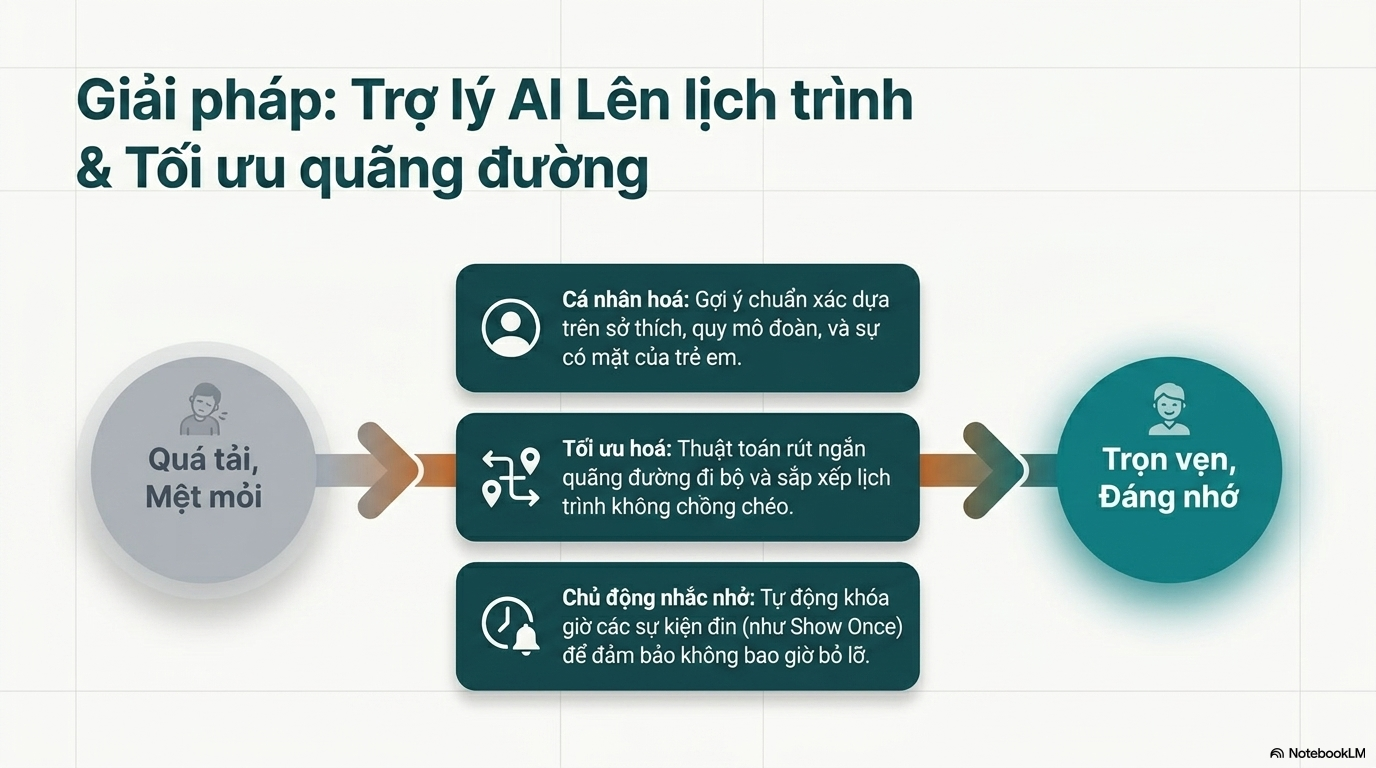 Giải pháp: Trợ lý AI Lên lịch trình
& Tối ưu quãng đường
Quá tải,
Mệt mỏi
Cá nhân hoá: Gợi ý chuẩn xác dựa
trên sở thích, quy mô đoàn, và sự
có mặt của trẻ em.
Tối ưu hoá: Thuật toán rút ngắn
quãng đường đi bộ và sắp xếp lịch
trình không chồng chéo.
Chủ động nhắc nhở: Tự động khóa
giờ các sự kiện đin (như Show Once)
để đảm bảo không bao giờ bỏ lỡ.
Trọn vẹn,
Đáng nhớ
NotebookLM